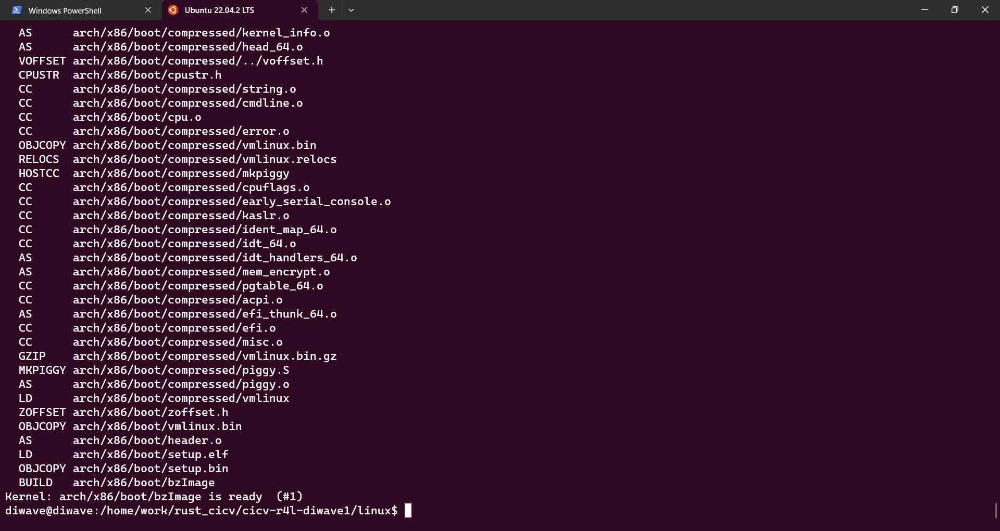 Windows PowerShell
Ubuntu 22.04.2 LTS
AS arch/x86/boot/compressed/kernel_info.o
AS arch/x86/boot/compressed/head_64.o
VOFFSET arch/x86/boot/compressed/../voffset.h
CPUSTR arch/x86/boot/cpustr.h
CC arch/x86/boot/compressed/string.o
CC arch/x86/boot/compressed/cmdline.o
CC arch/x86/boot/cpu.o
CC arch/x86/boot/compressed/error.o
OBJCOPY arch/x86/boot/compressed/vmlinux.bin
RELOCS arch/x86/boot/compressed/vmlinux.relocs
HOSTCC arch/x86/boot/compressed/mkpiggy
CC arch/x86/boot/compressed/cpuflags.o
CC arch/x86/boot/compressed/early_serial_console.o
CC arch/x86/boot/compressed/kaslr.o
CC arch/x86/boot/compressed/ident_map_64.o
CC arch/x86/boot/compressed/idt_64.o
AS arch/x86/boot/compressed/idt_handlers_64.o
AS arch/x86/boot/compressed/mem_encrypt.o
CC arch/x86/boot/compressed/pgtable_64.o
CC arch/x86/boot/compressed/acpi.o
AS arch/x86/boot/compressed/efi_thunk_64.o
CC arch/x86/boot/compressed/efi.o
CC arch/x86/boot/compressed/misc.o
GZIP arch/x86/boot/compressed/vmlinux.bin.gz
MKPIGGY arch/x86/boot/compressed/piggy.S
AS arch/x86/boot/compressed/piggy.o
LD arch/x86/boot/compressed/vmlinux
ZOFFSET arch/x86/boot/zoffset.h
OBJCOPY arch/x86/boot/vmlinux.bin
AS arch/x86/boot/header.o
LD arch/x86/boot/setup.elf
OBJCOPY arch/x86/boot/setup.bin
BUILD arch/x86/boot/bzImage
Kernel: arch/x86/boot/bzImage is ready (#1)
diwave@diwave:/home/work/rust_cicv/cicv-r4l-diwave1/linux$